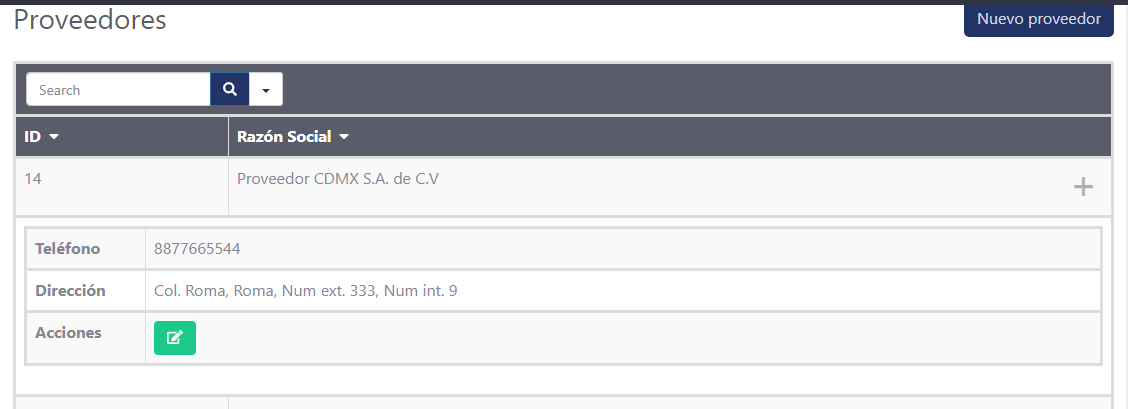 Proveedores
Nuevo proveedor
Search
ID
Razón Social
14
Proveedor CDMX S.A. de C.V
Teléfono
8877665544
Dirección
Col. Roma, Roma, Num ext. 333, Num int. 9
Acciones